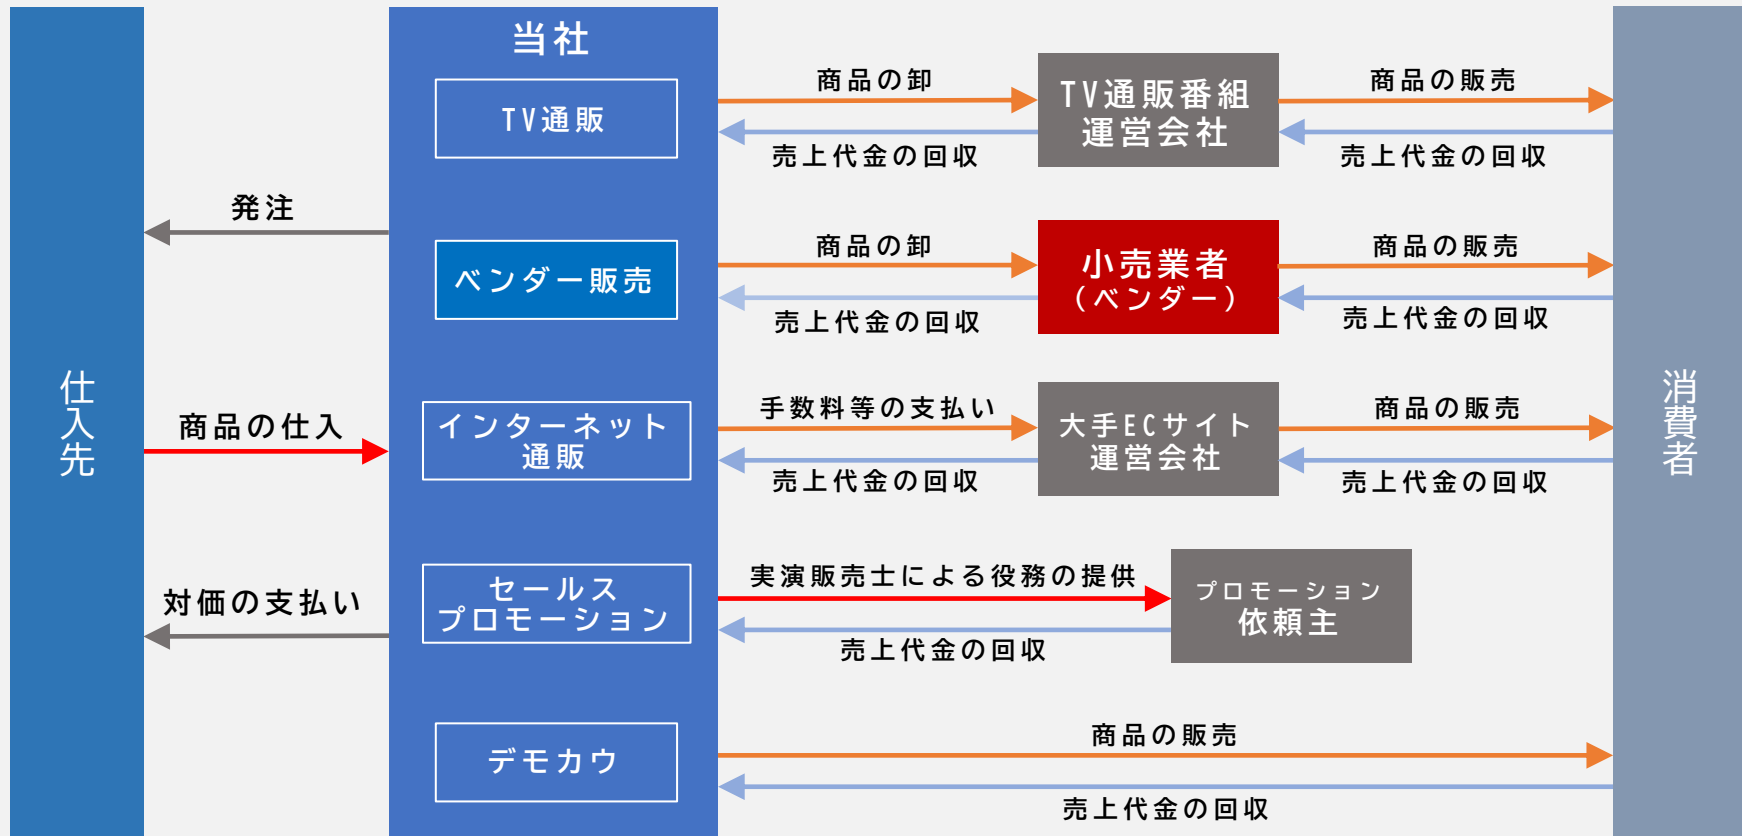 仕入先
発注
商品の仕入
対価の支払い
当社
TV通販
ベンダー販売
インターネット
通販
セールス
プロモーション
デモカウ
商品の卸
売上代金の回収
TV通販番組
運営会社
商品の販売
売上代金の回収
商品の卸
売上代金の回収
小売業者
(ベンダー)
商品の販売
売上代金の回収
手数料等の支払い
売上代金の回収
大手ECサイト
運営会社
商品の販売
売上代金の回収
実演販売士による役務の提供
売上代金の回収
プロモーション
依頼主
商品の販売
売上代金の回収
消費者